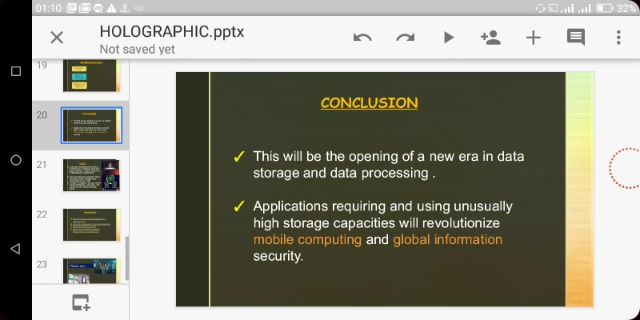 01:10
32%
HOLOGRAPHIC.pptx
Not saved yet
19
20
21
22
23
CONCLUSION
✓ This will be the opening of a new era in data
storage and data processing .
✓ Applications requiring and using unusually
high storage capacities will revolutionize
mobile computing and global information
security.